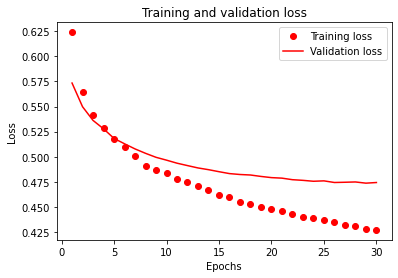 Training and validation loss
Training loss
Validation loss
0.625
0.600
0.575
0.550
0.525
0.500
0.475
0.450
0.425
Loss
0 5 10 15 20 25 30
Epochs